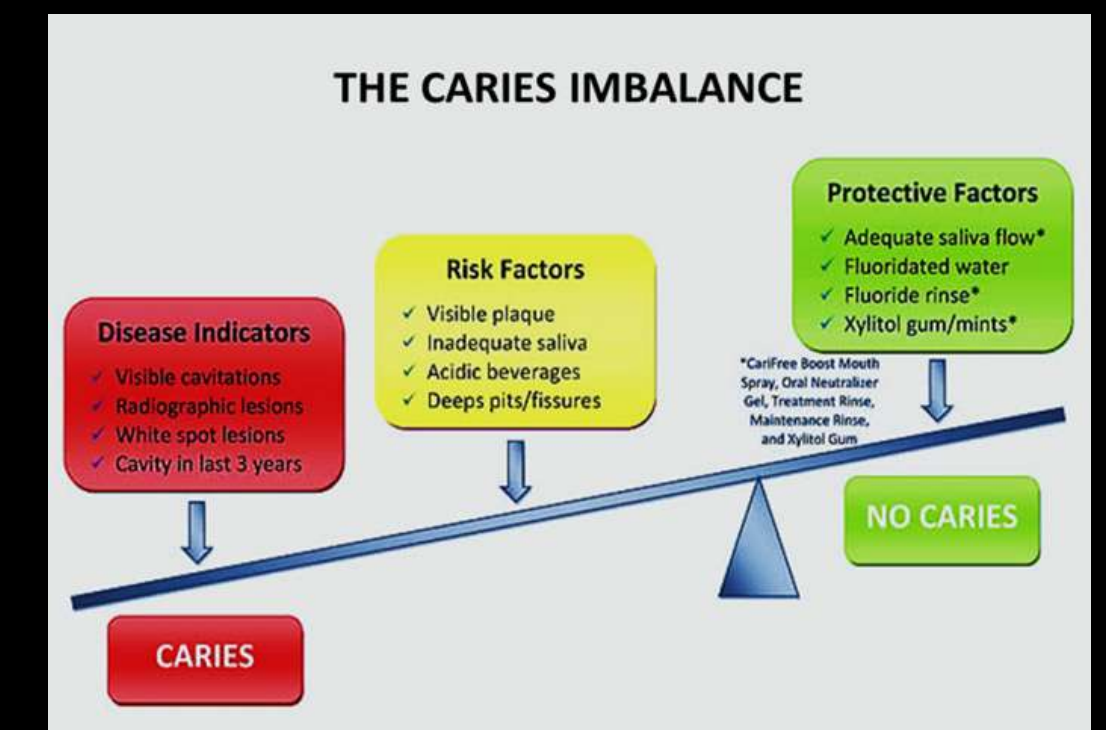 THE CARIES IMBALANCE
Disease Indicators
✓ Visible cavitations
✓ Radiographic lesions
✓ White spot lesions
✓ Cavity in last 3 years
Risk Factors
✓ Visible plaque
✓ Inadequate saliva
✓ Acidic beverages
✓ Deeps pits/fissures
Protective Factors
✓ Adequate saliva flow*
✓ Fluoridated water
✓ Fluoride rinse*
✓ Xylitol gum/mints*
*CariFree Boost Mouth
Spray, Oral Neutralizer
Gel, Treatment Rinse,
Maintenance Rinse,
and Xylitol Gum
NO CARIES
CARIES